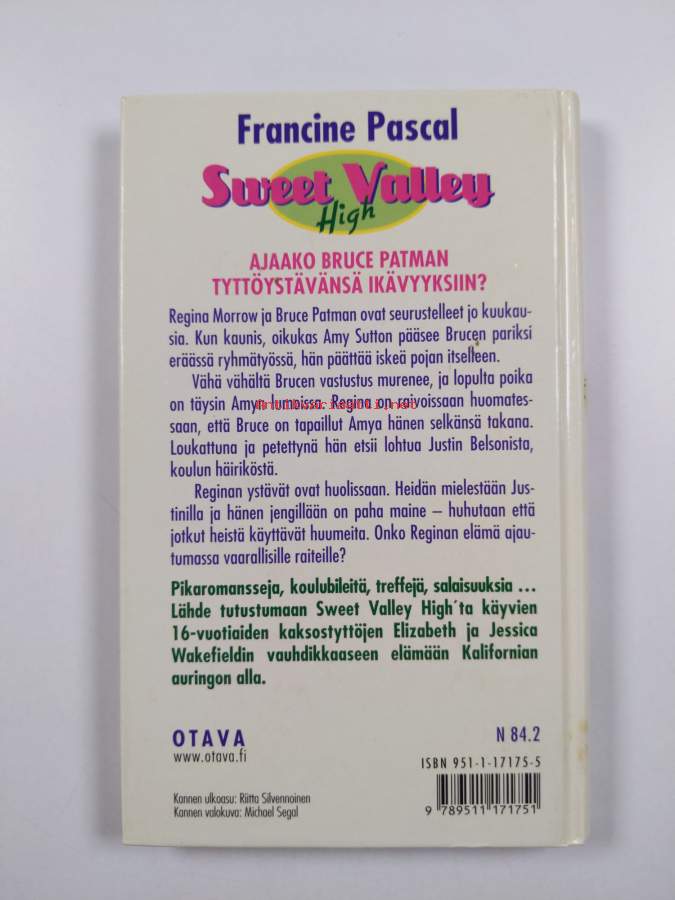 Francine Pascal
Sweet Valley
High
AJAAKO BRUCE PATMAN
TYTTÖYSTÄVÄNSÄ IKÄVYYKSIIN?
Regina Morrow ja Bruce Patman ovat seurustelleet jo kuukau-
sia. Kun kaunis, oikukas Amy Sutton pääsee Brucen pariksi
eräässä ryhmätyössä, hän päättää iskeä pojan itselleen.
Vähä vähältä Brucen vastustus murenee, ja lopulta poika
on täysin Amyn lumoissa. Regina on raivoissaan huomates-
saan, että Bruce on tapaillut Amya hänen selkänsä takana.
Loukattuna ja petettynä hän etsii lohtua Justin Belsonista,
koulun häiriköstä.
Reginan ystävät ovat huolissaan. Heidän mielestään Jus-
tinilla ja hänen jengillään on paha maine – huhutaan että
jotkut heistä käyttävät huumeita. Onko Reginan elämä ajau-
tumassa vaarallisille raiteille?
Pikaromansseja, koulubileitä, treffejä, salaisuuksia ...
Lähde tutustumaan Sweet Valley High´ta käyvien
16-vuotiaiden kaksostyttöjen Elizabeth ja Jessica
Wakefieldin vauhdikkaaseen elämään Kalifornian
auringon alla.
OTAVA
www.otava.fi
N 84.2
ISBN 951-1-17175-5
9 789511 171751
Kannen ulkoasu: Riitta Silvennoinen
Kannen valokuva: Michael Segal